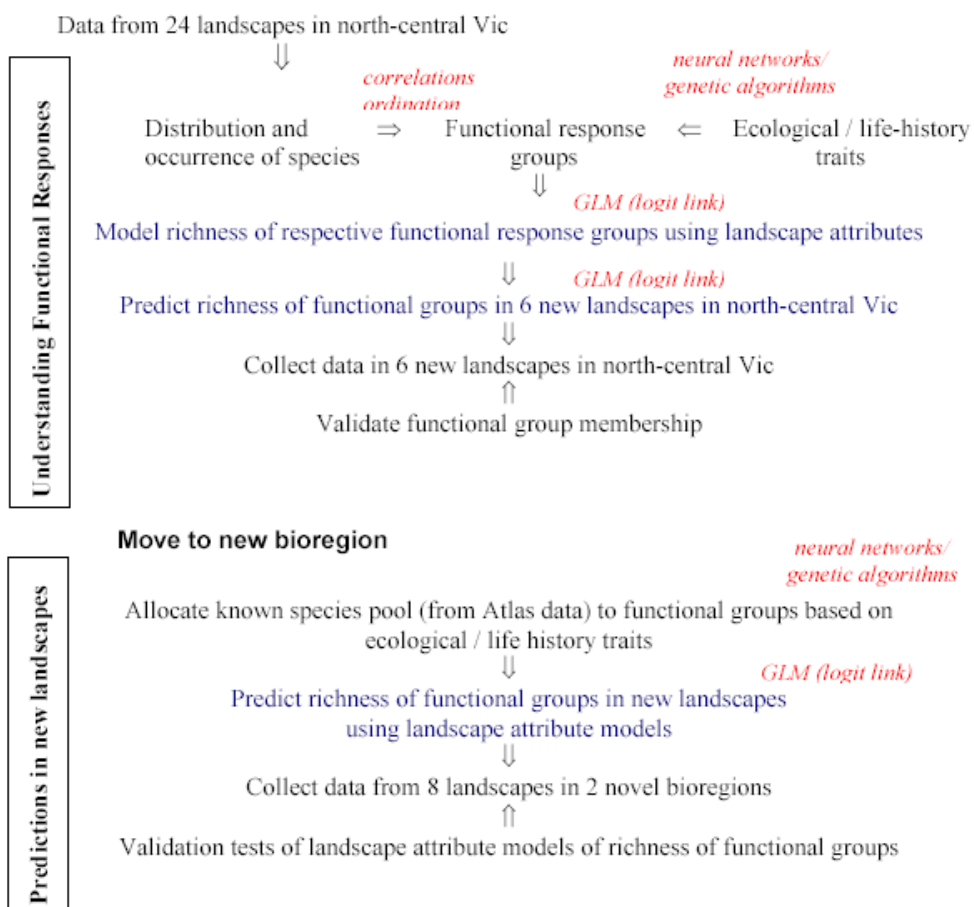 Data from 24 landscapes in north-central Vic
⇓
Understanding Functional Responses
correlations
ordination
neural networks/
genetic algorithms
Distribution and
occurrence of species
⇒
Functional response
groups
⇐
Ecological / life-history
traits
⇓
GLM (logit link)
Model richness of respective functional response groups using landscape attributes
⇓
GLM (logit link)
Predict richness of functional groups in 6 new landscapes in north-central Vic
⇓
Collect data in 6 new landscapes in north-central Vic
⇑
Validate functional group membership
Predictions in new landscapes
Move to new bioregion
neural networks/
genetic algorithms
Allocate known species pool (from Atlas data) to functional groups based on
ecological / life history traits
⇓
GLM (logit link)
Predict richness of functional groups in new landscapes
using landscape attribute models
⇓
Collect data from 8 landscapes in 2 novel bioregions
⇑
Validation tests of landscape attribute models of richness of functional groups